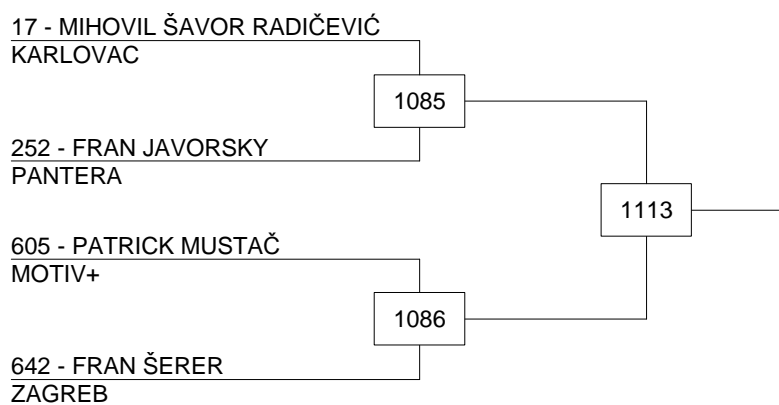 17 - MIHOVIL ŠAVOR RADIČEVIĆ
KARLOVAC
1085
252 - FRAN JAVORSKY
PANTERA
1113
605 - PATRICK MUSTAČ
MOTIV+
1086
642 - FRAN ŠERER
ZAGREB